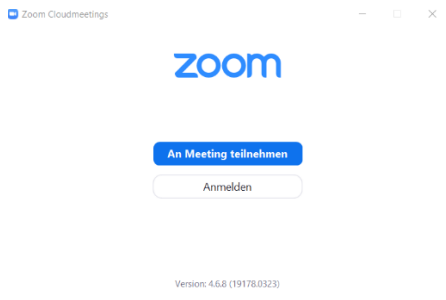 Zoom Cloudmeetings
zoom
An Meeting teilnehmen
Anmelden
Version: 4.6.8 (19178.0323)